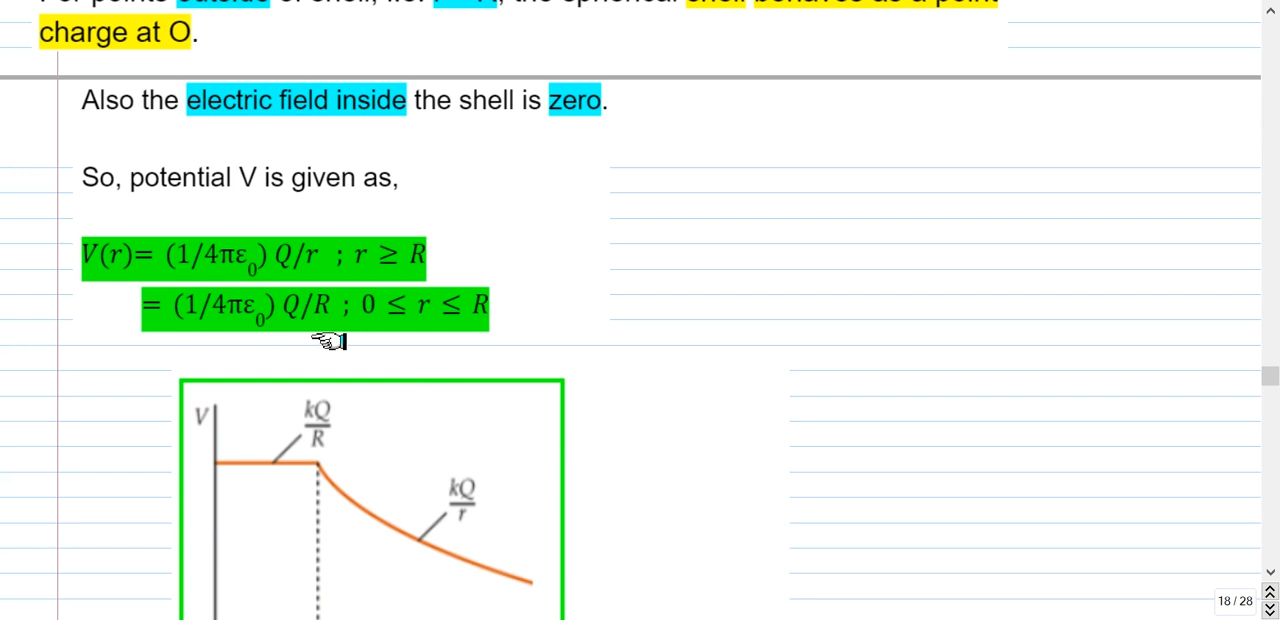 charge at O.
Also the electric field inside the shell is zero.
So, potential V is given as,
V(r)= (1/4πε₀) Q/r ; r ≥ R
= (1/4πε₀) Q/R ; 0 ≤ r ≤ R
V
kQ
R
kQ
r
18 / 28